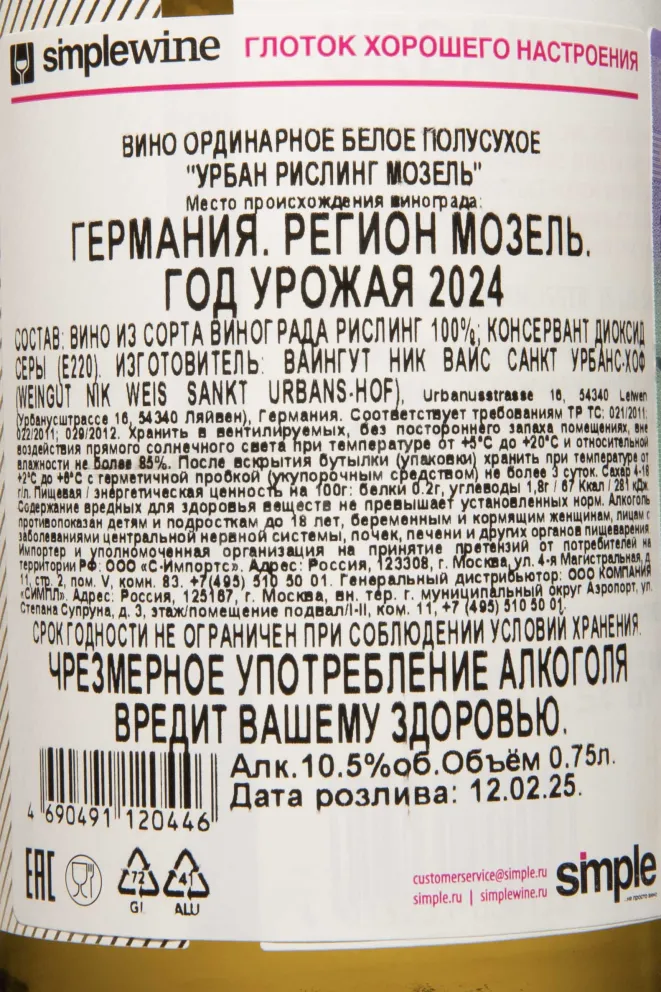 simplewine ГЛОТОК ХОРОШЕГО НАСТРОЕНИЯ
ВИНО ОРДИНАРНОЕ БЕЛОЕ ПОЛУСУХОЕ
"УРБАН РИСЛИНГ МОЗЕЛЬ"
Место происхождения винограда:
ГЕРМАНИЯ. РЕГИОН МОЗЕЛЬ.
ГОД УРОЖАЯ 2024
СОСТАВ: ВИНО ИЗ СОРТА ВИНОГРАДА РИСЛИНГ 100%; КОНСЕРВАНТ ДИОКСИД
СЕРЫ (Е220). ИЗГОТОВИТЕЛЬ: ВАЙНГУТ НИК ВАЙС САНКТ УРБАНС-ХОФ
(WEINGUT NIK WEIS SANKT URBANS-HOF), Urbanusstrasse 16, 54340 Leiwen
(Урбанусштрассе 16, 54340 Ляйвен), Германия. Соответствует требованиям ТР ТС: 021/2011;
022/2011; 029/2012. Хранить в вентилируемых, без постороннего запаха помещениях, вне
воздействия прямого солнечного света при температуре от +5°С до +20°С и относительной
влажности не более 85%. После вскрытия бутылки (упаковки) хранить при температуре от
+2°С до +6°С с герметичной пробкой (укупорочным средством) не более 3 суток. Сахар 4-18
г/л. Пищевая / энергетическая ценность на 100г: белки 0.2г, углеводы 1,8г / 67 Ккал / 281 кДж.
Содержание вредных для здоровья веществ не превышает установленных норм. Алкоголь
противопоказан детям и подросткам до 18 лет, беременным и кормящим женщинам, лицам с
заболеваниями центральной нервной системы, почек, печени и других органов пищеварения.
Импортер и уполномоченная организация на принятие претензий от потребителей на
территории РФ: ООО «С-Импортс». Адрес: Россия, 123308, г. Москва, ул. 4-я Магистральная, д.
11, стр. 2, пом. V, комн. 83. +7(495) 510 50 01. Генеральный дистрибьютор: ООО КОМПАНИЯ
«СИМПЛ». Адрес: Россия, 125167, г. Москва, вн. тер. г. муниципальный округ Аэропорт, ул.
Степана Супруна, д. 3, этаж/помещение подвал/I-II, ком. 11, +7 (495) 510 50 01.
СРОК ГОДНОСТИ НЕ ОГРАНИЧЕН ПРИ СОБЛЮДЕНИИ УСЛОВИЙ ХРАНЕНИЯ.
ЧРЕЗМЕРНОЕ УПОТРЕБЛЕНИЕ АЛКОГОЛЯ
ВРЕДИТ ВАШЕМУ ЗДОРОВЬЮ.
Алк.10.5%об.Объём 0.75л.
Дата розлива: 12.02.25.
4 690491 120446
EAC
72
GL
41
ALU
customerservice@simple.ru
simple.ru | simplewine.ru
simple
...не просто вино